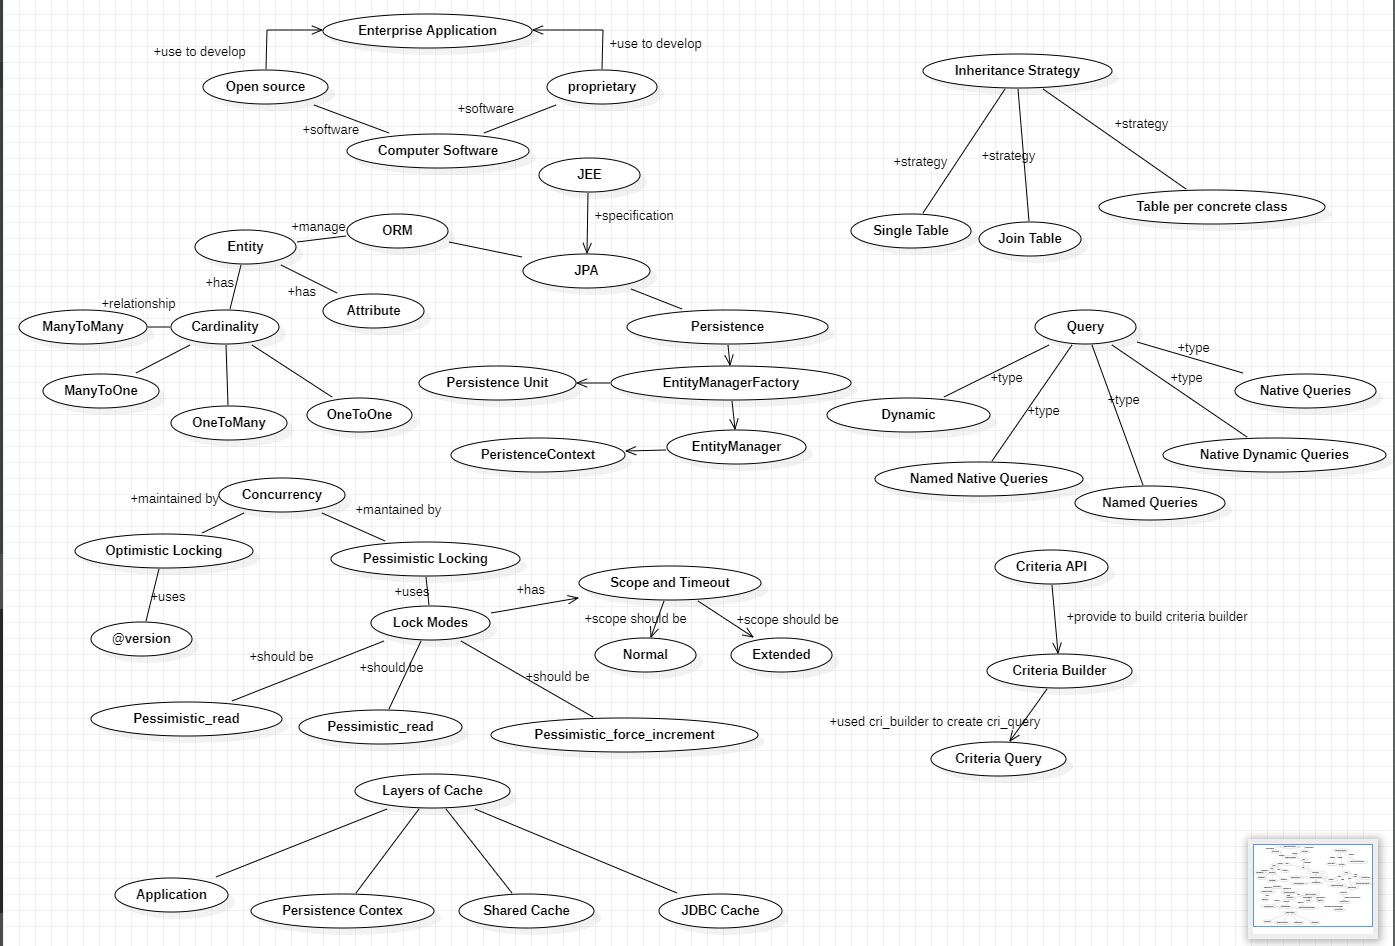 Enterprise Application
+use to develop
+use to develop
Open source
proprietary
+software
+software
Computer Software
JEE
+specification
+manage
ORM
Entity
JPA
+has
+has
+relationship
Attribute
ManyToMany
Cardinality
Persistence
ManyToOne
OneToMany
OneToOne
Persistence Unit
EntityManagerFactory
PeristenceContext
EntityManager
Inheritance Strategy
+strategy
+strategy
+strategy
Single Table
Join Table
Table per concrete class
Query
+type
+type
+type
+type
+type
Dynamic
Native Queries
Named Native Queries
Native Dynamic Queries
Named Queries
Concurrency
+maintained by
+mantained by
Optimistic Locking
Pessimistic Locking
+uses
+uses
@version
Lock Modes
+has
Scope and Timeout
+scope should be
+scope should be
Normal
Extended
+should be
+should be
+should be
Pessimistic_read
Pessimistic_read
Pessimistic_force_increment
Criteria API
+provide to build criteria builder
Criteria Builder
+used cri_builder to create cri_query
Criteria Query
Layers of Cache
Application
Persistence Contex
Shared Cache
JDBC Cache